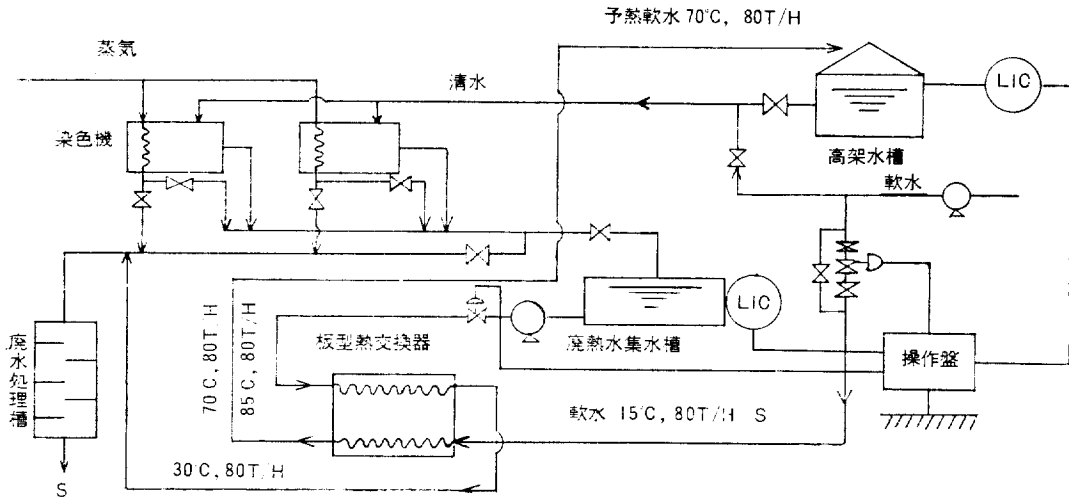 予熱軟水 70°C, 80T/H
蒸気
清水
LiC
染色機
高架水槽
軟水
LiC
廃熱水集水槽
板型熱交換器
操作盤
70°C, 80T/H
85°C, 80T/H
廃水処理槽
軟水 15°C, 80T/H S
30°C, 80T/H
S